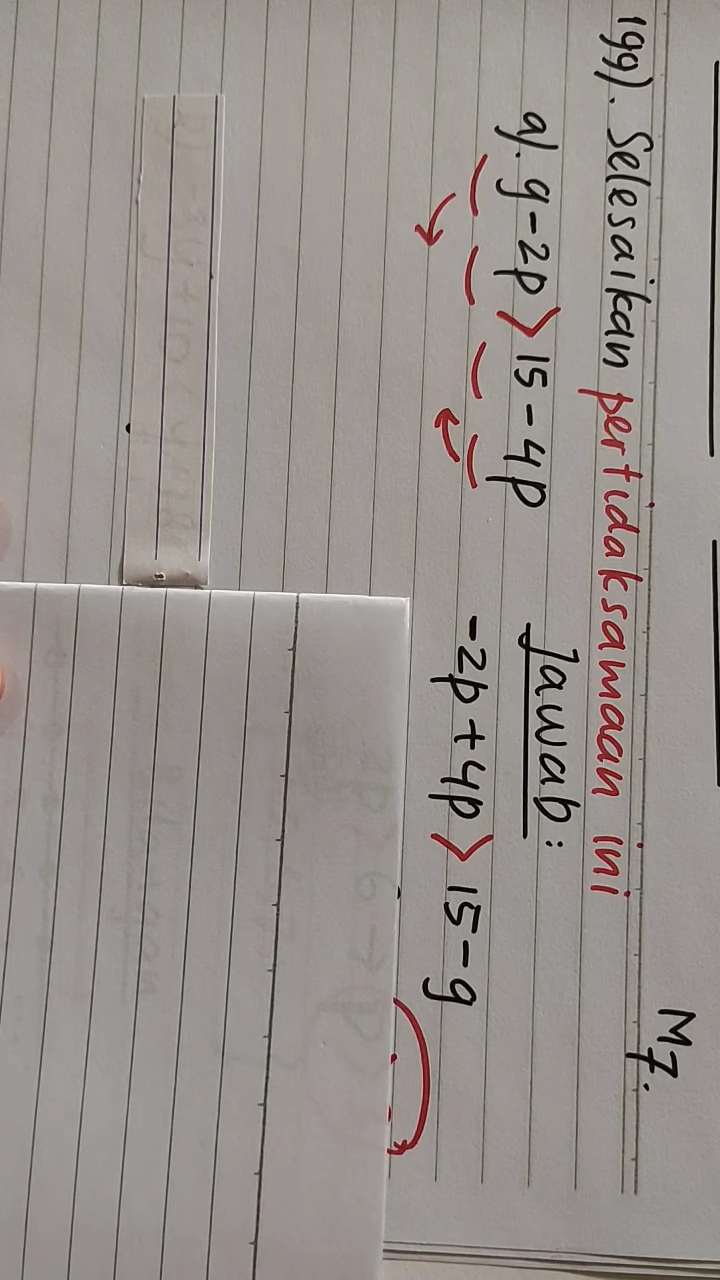 M7.
199). Selesaikan pertidaksamaan ini
a). 9-2p > 15-4p
Jawab:
-2p+4p > 15-9